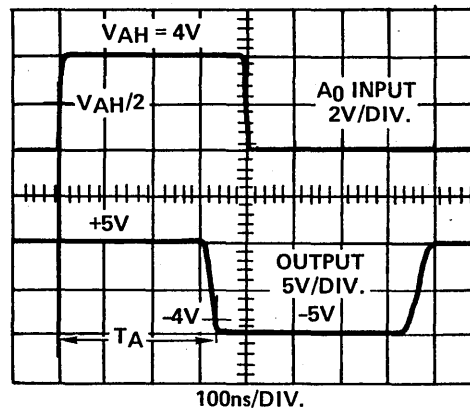 VAH = 4V
VAH/2
A0 INPUT
2V/DIV.
+5V
OUTPUT
5V/DIV.
-4V
-5V
TA
100ns/DIV.